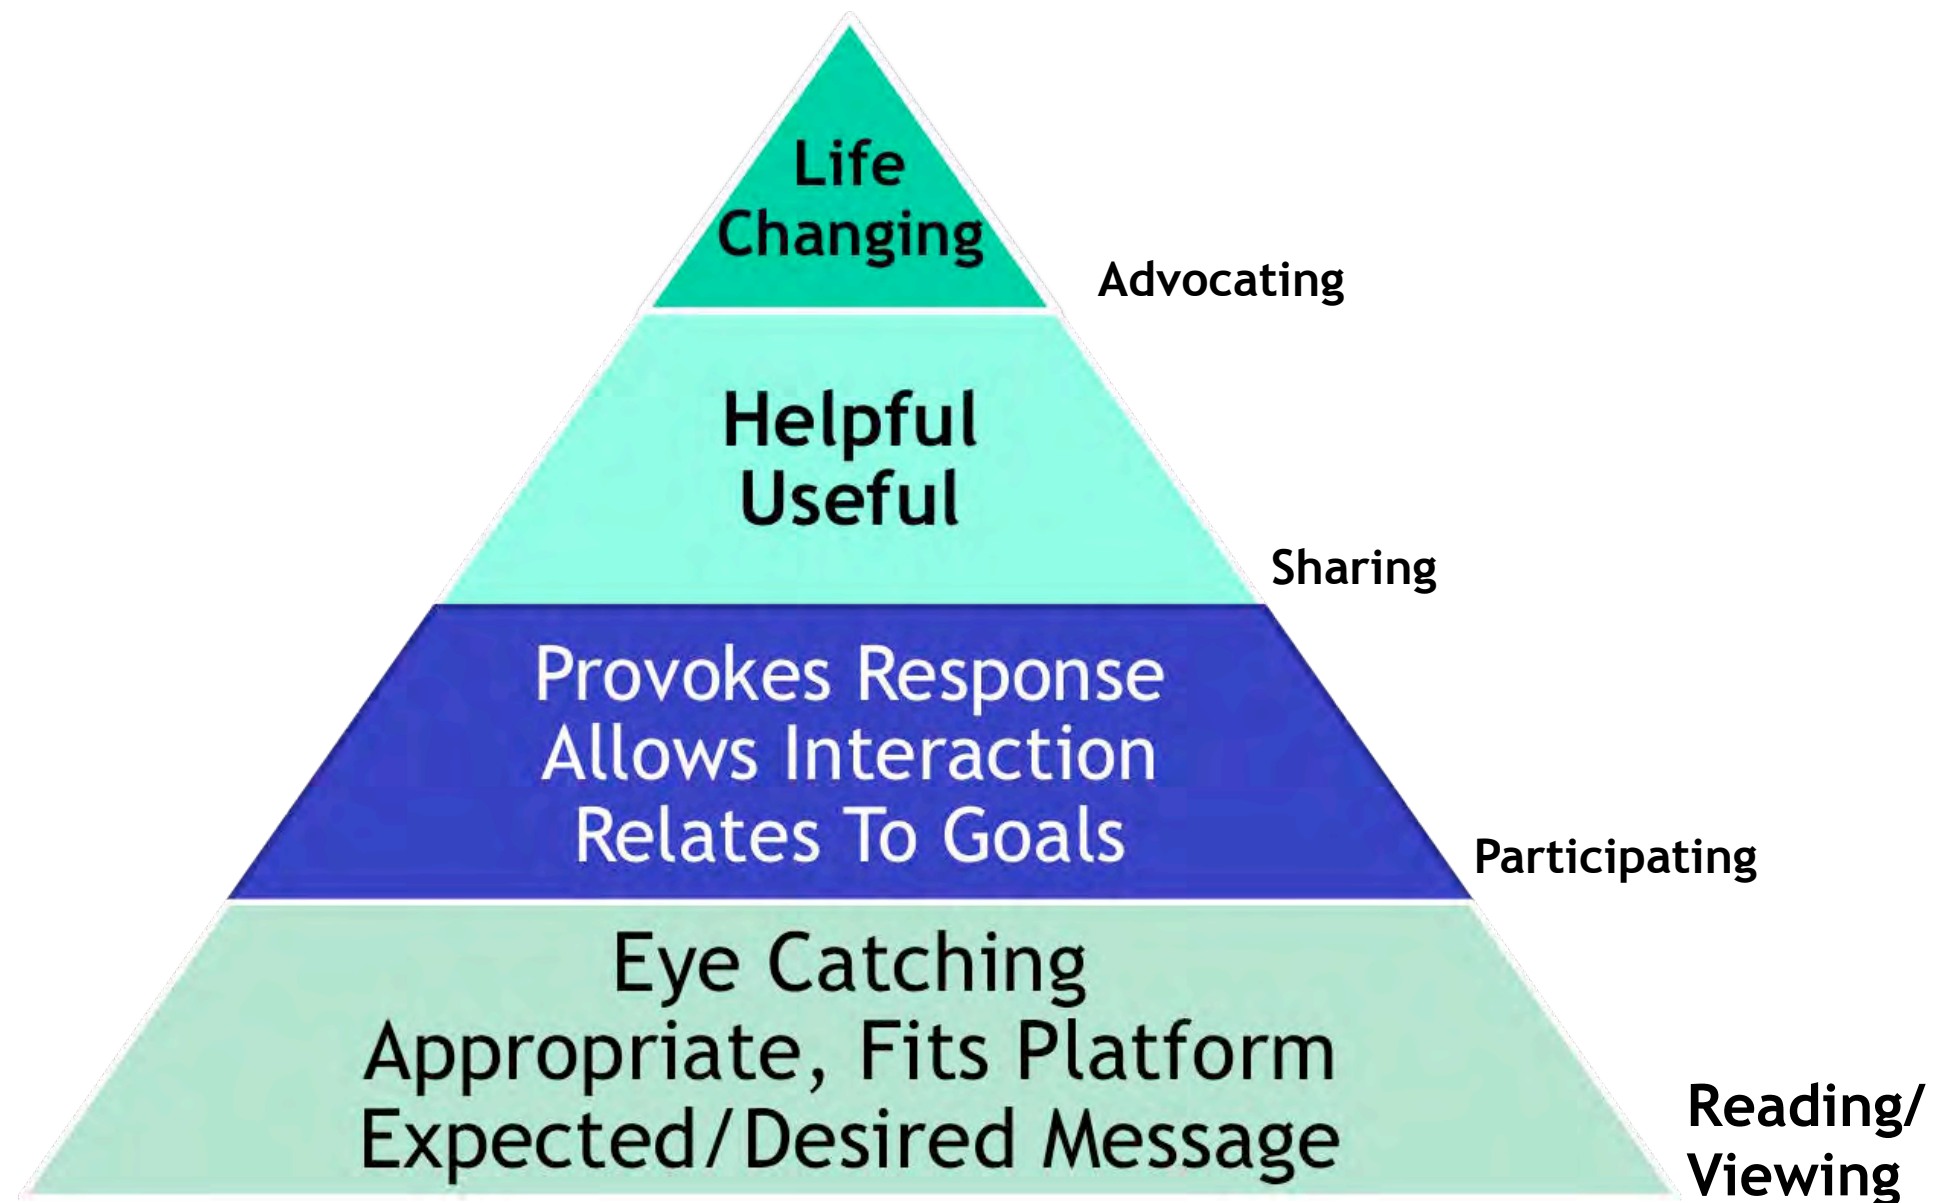 Life
Changing
Advocating
Helpful
Useful
Sharing
Provokes Response
Allows Interaction
Relates To Goals
Participating
Eye Catching
Appropriate, Fits Platform
Expected/Desired Message
Reading/
Viewing